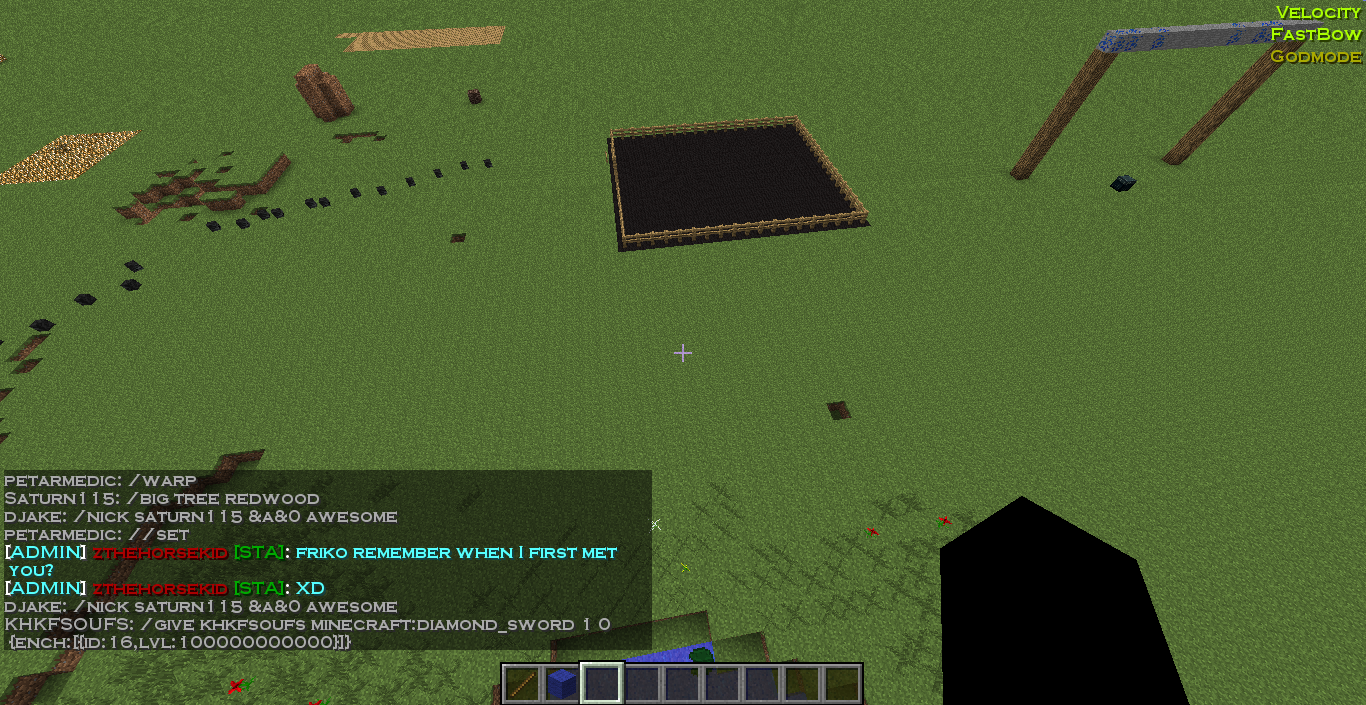 Velocity
FastBow
Godmode
petarmedic: /warp
Saturn115: /big tree redwood
djake: /nick saturn115 &a&0 awesome
petarmedic: //set
[ADMIN] zthehorsekid [STA]: friko remember when I first met
you?
[ADMIN] zthehorsekid [STA]: XD
djake: /nick saturn115 &a&0 awesome
khkfsoufs: /give khkfsoufs minecraft:diamond_sword 1 0
{ench:[{id:16,lvl:1000000000000}]}